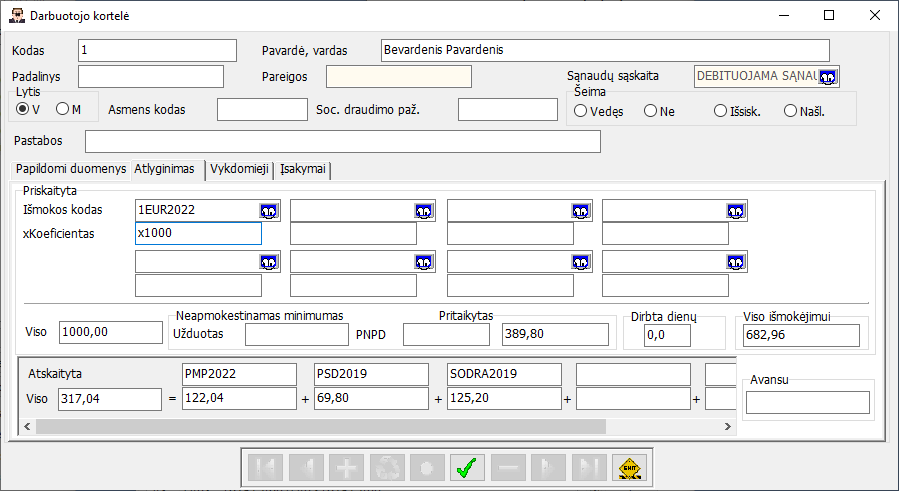 Darbuotojo kortelė
Kodas 1 Pavardė, vardas Bevardenis Pavardenis
Padalinys Pareigos Sąnaudų sąskaita DEBITUOJAMA SĄNAU
Lytis Šeima
V M Asmens kodas Soc. draudimo paž. Vedęs Ne Išsisk. Našl.
Pastabos
Papildomi duomenys Atlyginimas Vykdomieji Įsakymai
Priskaityta
Išmokos kodas 1EUR2022
xKoeficientas x1000
Neapmokestinamas minimumas Pritaikytas Dirbta dienų Viso išmokėjimui
Viso 1000,00 Užduotas PNPD 389,80 0,0 682,96
Atskaityta PMP2022 PSD2019 SODRA2019
Avansu
Viso 317,04 = 122,04 + 69,80 + 125,20 + +
EXIT